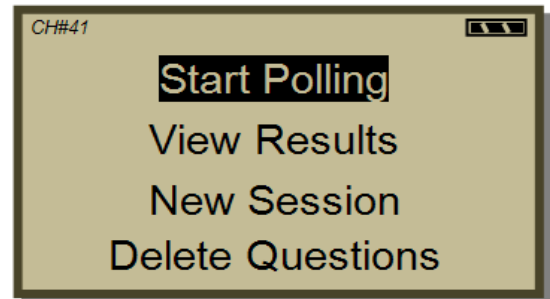 CH#41
Start Polling
View Results
New Session
Delete Questions